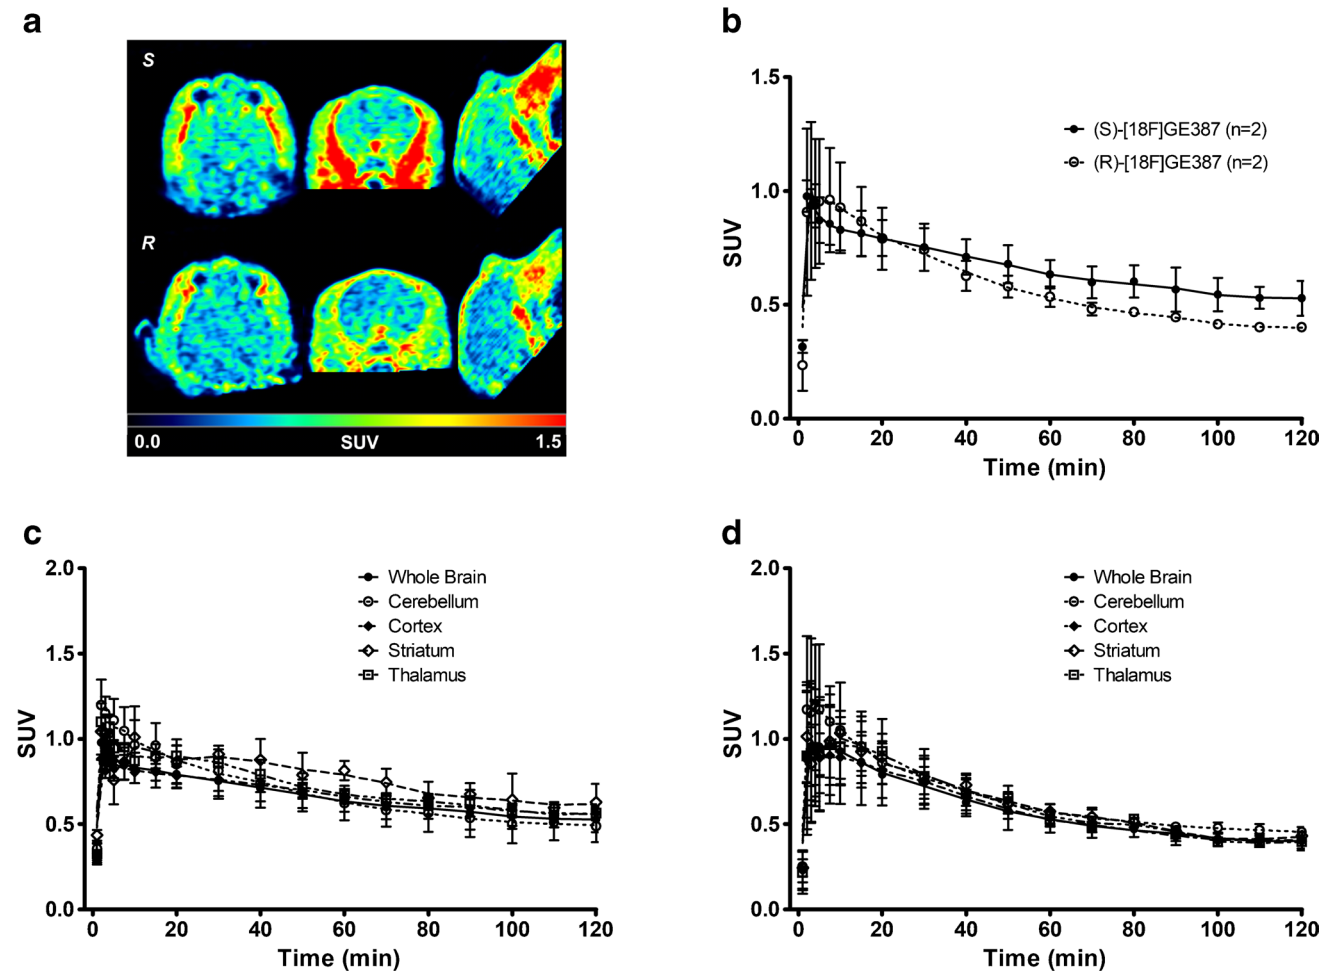 a
S
R
0.0 SUV 1.5
b
1.5
1.0
0.5
0.0
SUV
(S)-[18F]GE387 (n=2)
(R)-[18F]GE387 (n=2)
0 20 40 60 80 100 120
Time (min)
c
2.0
1.5
1.0
0.5
0.0
SUV
Whole Brain
Cerebellum
Cortex
Striatum
Thalamus
0 20 40 60 80 100 120
Time (min)
d
2.0
1.5
1.0
0.5
0.0
SUV
Whole Brain
Cerebellum
Cortex
Striatum
Thalamus
0 20 40 60 80 100 120
Time (min)